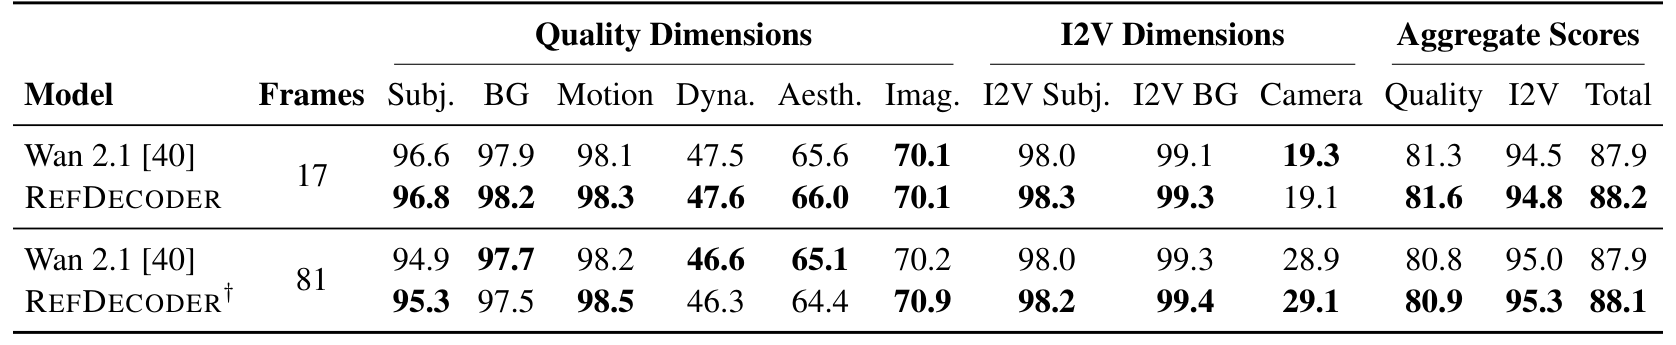 Quality Dimensions I2V Dimensions Aggregate Scores
Model Frames Subj. BG Motion Dyna. Aesth. Imag. I2V Subj. I2V BG Camera Quality I2V Total
Wan 2.1 [40] 17 96.6 97.9 98.1 47.5 65.6 70.1 98.0 99.1 19.3 81.3 94.5 87.9
REFDECODER 96.8 98.2 98.3 47.6 66.0 70.1 98.3 99.3 19.1 81.6 94.8 88.2
Wan 2.1 [40] 81 94.9 97.7 98.2 46.6 65.1 70.2 98.0 99.3 28.9 80.8 95.0 87.9
REFDECODER† 95.3 97.5 98.5 46.3 64.4 70.9 98.2 99.4 29.1 80.9 95.3 88.1